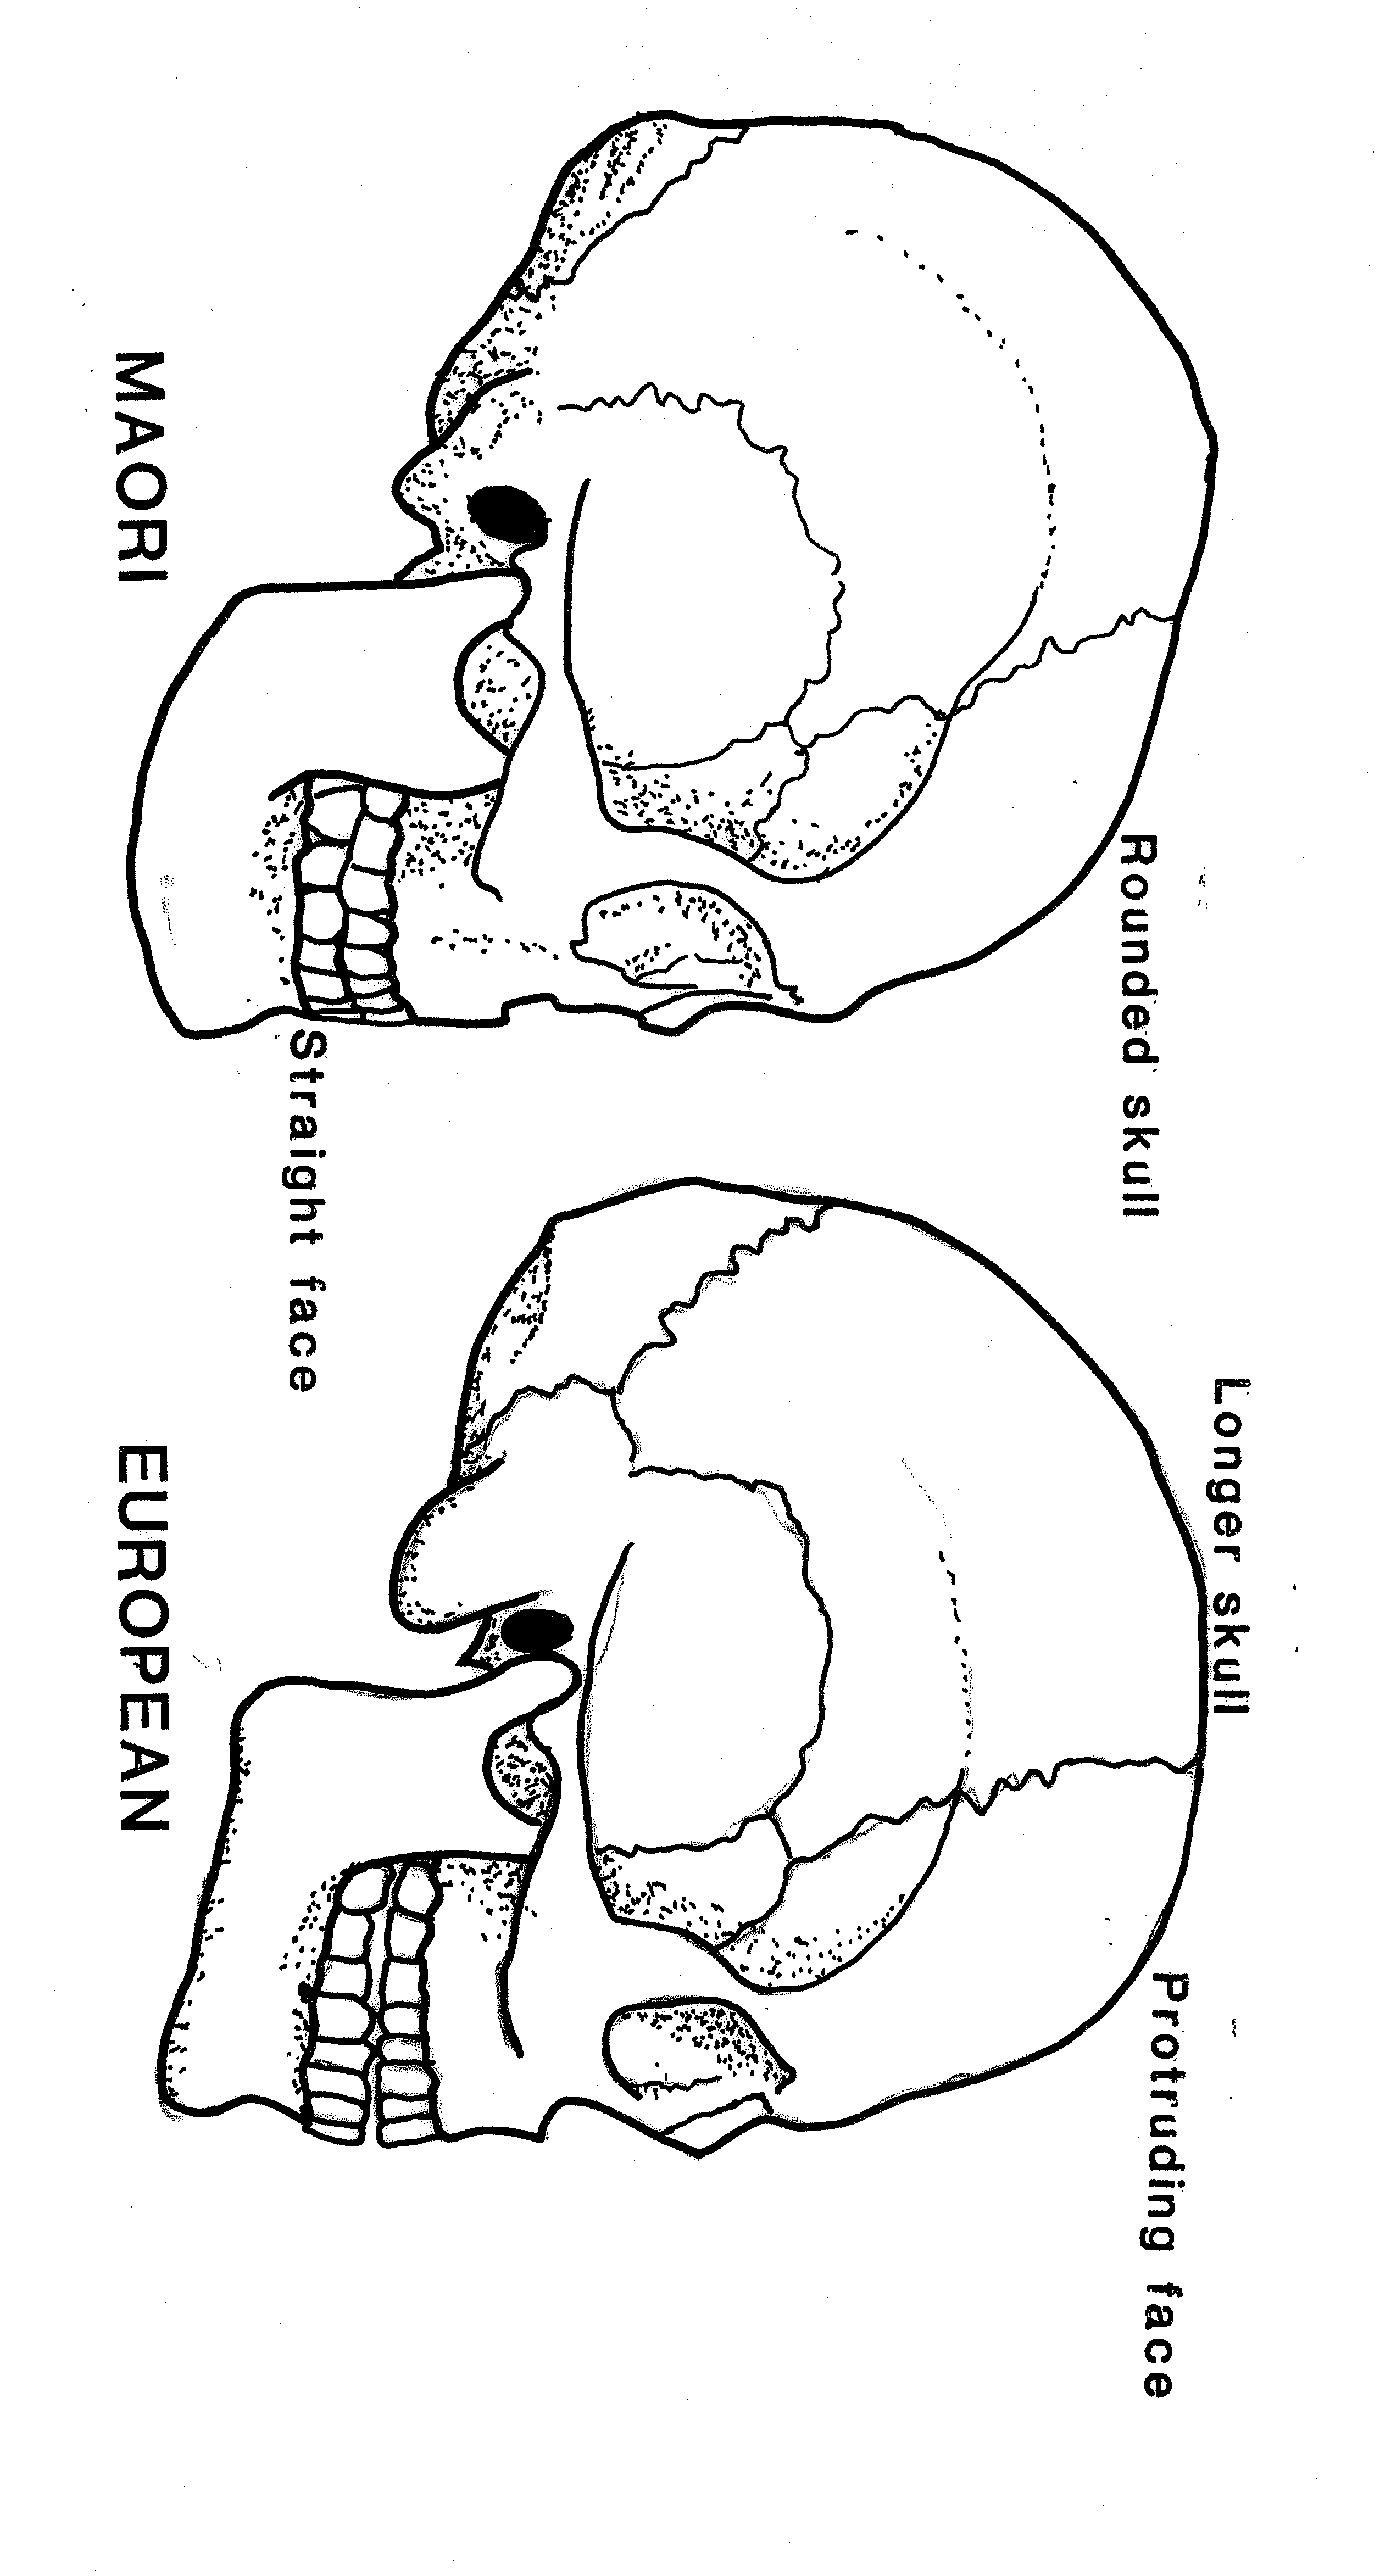 Rounded skull
Straight face
MAORI
Longer skull
Protruding face
EUROPEAN